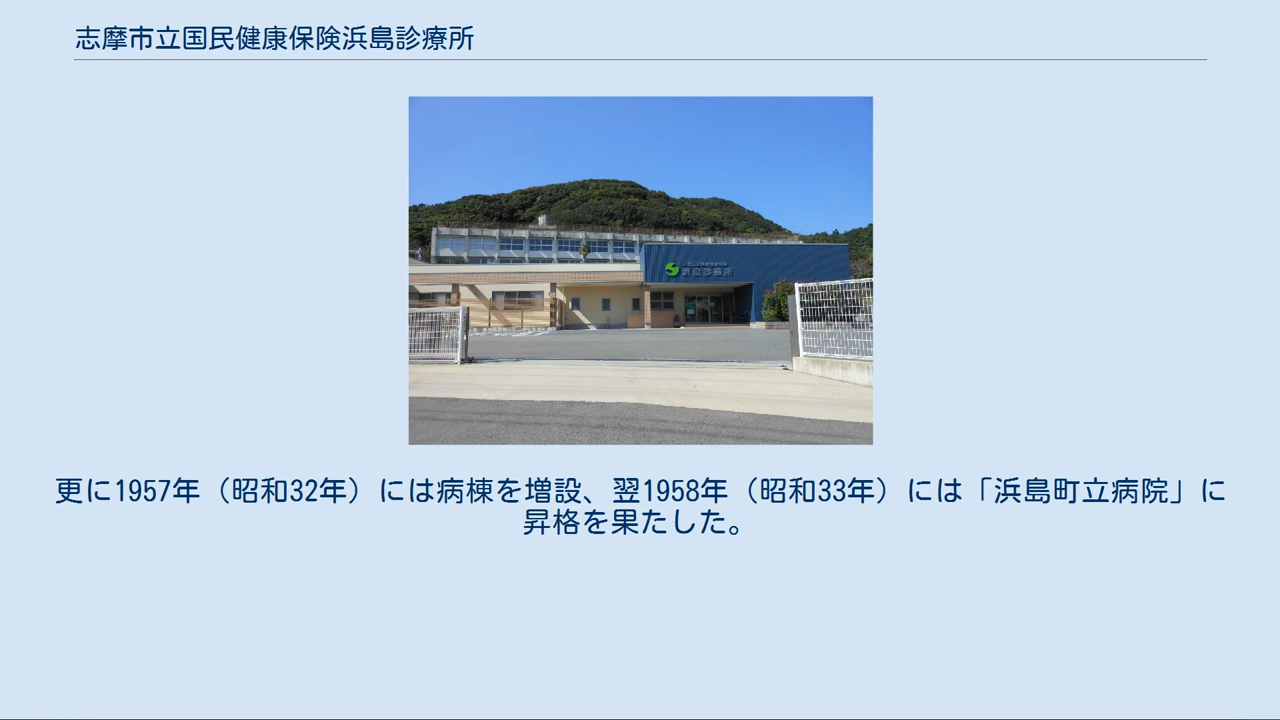 志摩市立国民健康保険浜島診療所
浜島診療所
更に1957年（昭和32年）には病棟を増設、翌1958年（昭和33年）には「浜島町立病院」に
昇格を果たした。